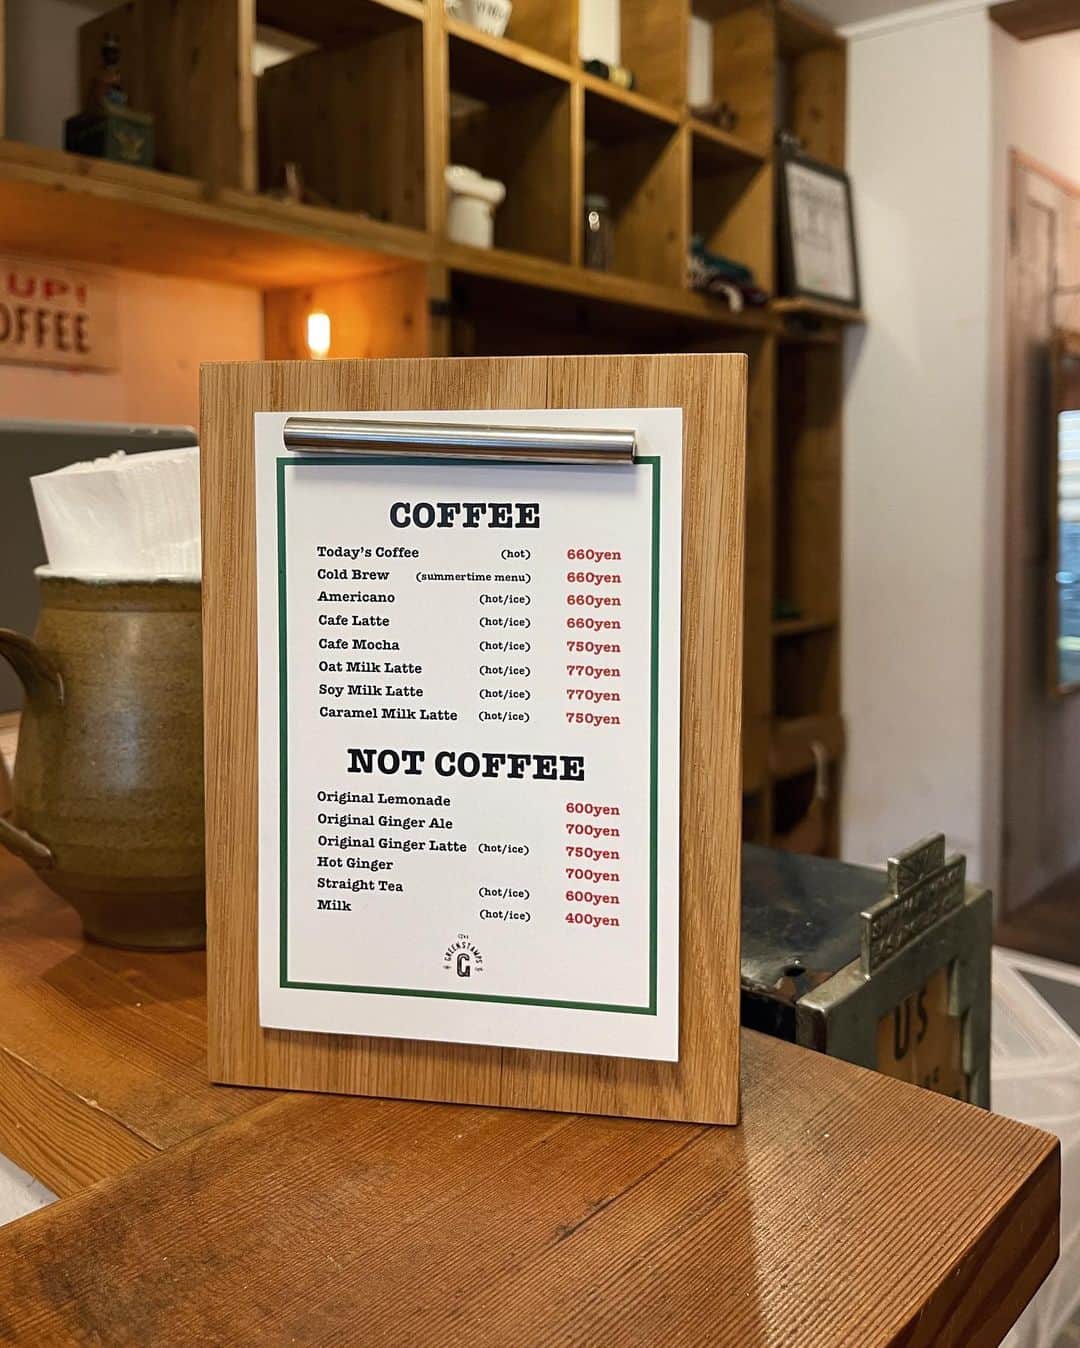 UP!
OFFEE
COFFEE
Today's Coffee (hot) 660yen
Cold Brew (summertime menu) 660yen
Americano (hot/ice) 660yen
Cafe Latte (hot/ice) 660yen
Cafe Mocha (hot/ice) 750yen
Oat Milk Latte (hot/ice) 770yen
Soy Milk Latte (hot/ice) 770yen
Caramel Milk Latte (hot/ice) 750yen
NOT COFFEE
Original Lemonade 600yen
Original Ginger Ale 700yen
Original Ginger Latte (hot/ice) 750yen
Hot Ginger 700yen
Straight Tea (hot/ice) 600yen
Milk (hot/ice) 400yen
GREENSTAMPS
G
US